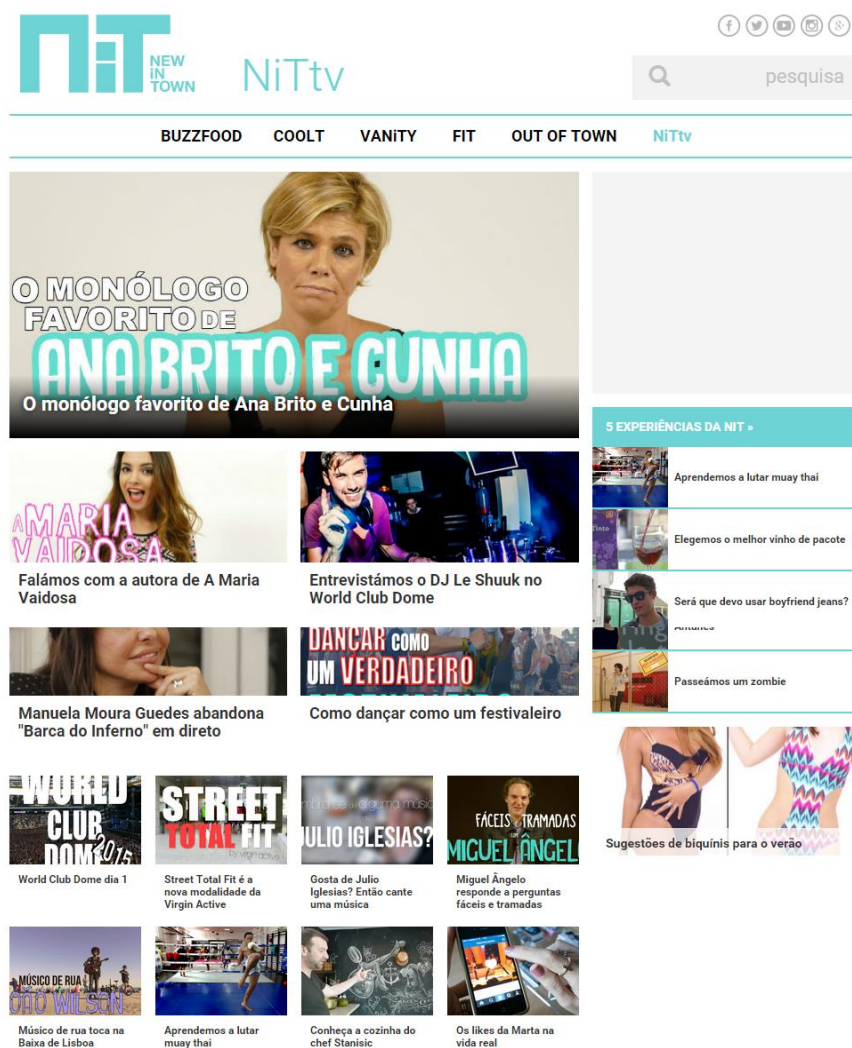 NiT
NEW
iN
TOWN
NiTtv
pesquisa
BUZZFOOD COOLT VANiTY FIT OUT OF TOWN NiTtv
O MONÓLOGO
FAVORITO DE
ANA BRITO E CUNHA
O monólogo favorito de Ana Brito e Cunha
5 EXPERIÊNCIAS DA NIT »
Aprendemos a lutar muay thai
Elegemos o melhor vinho de pacote
Será que devo usar boyfriend jeans?
Passeámos um zombie
Sugestões de biquínis para o verão
A MARIA
VAIDOSA
Falámos com a autora de A Maria
Vaidosa
Entrevistámos o DJ Le Shuuk no
World Club Dome
DANÇAR COMO
UM VERDADEIRO
Manuela Moura Guedes abandona
"Barca do Inferno" em direto
Como dançar como um festivaleiro
WORLD
CLUB
DOME 2015
World Club Dome dia 1
STREET
TOTAL FIT
by virgin active
Street Total Fit é a
nova modalidade da
Virgin Active
JULIO IGLESIAS?
Gosta de Julio
Iglesias? Então cante
uma música
FÁCEIS E TRAMADAS
COM
MIGUEL ÂNGEL
Miguel Ângelo
responde a perguntas
fáceis e tramadas
MÚSICO DE RUA
OÃO WILSON
Músico de rua toca na
Baixa de Lisboa
Aprendemos a lutar
muay thai
Conheça a cozinha do
chef Stanisic
Os likes da Marta na
vida real